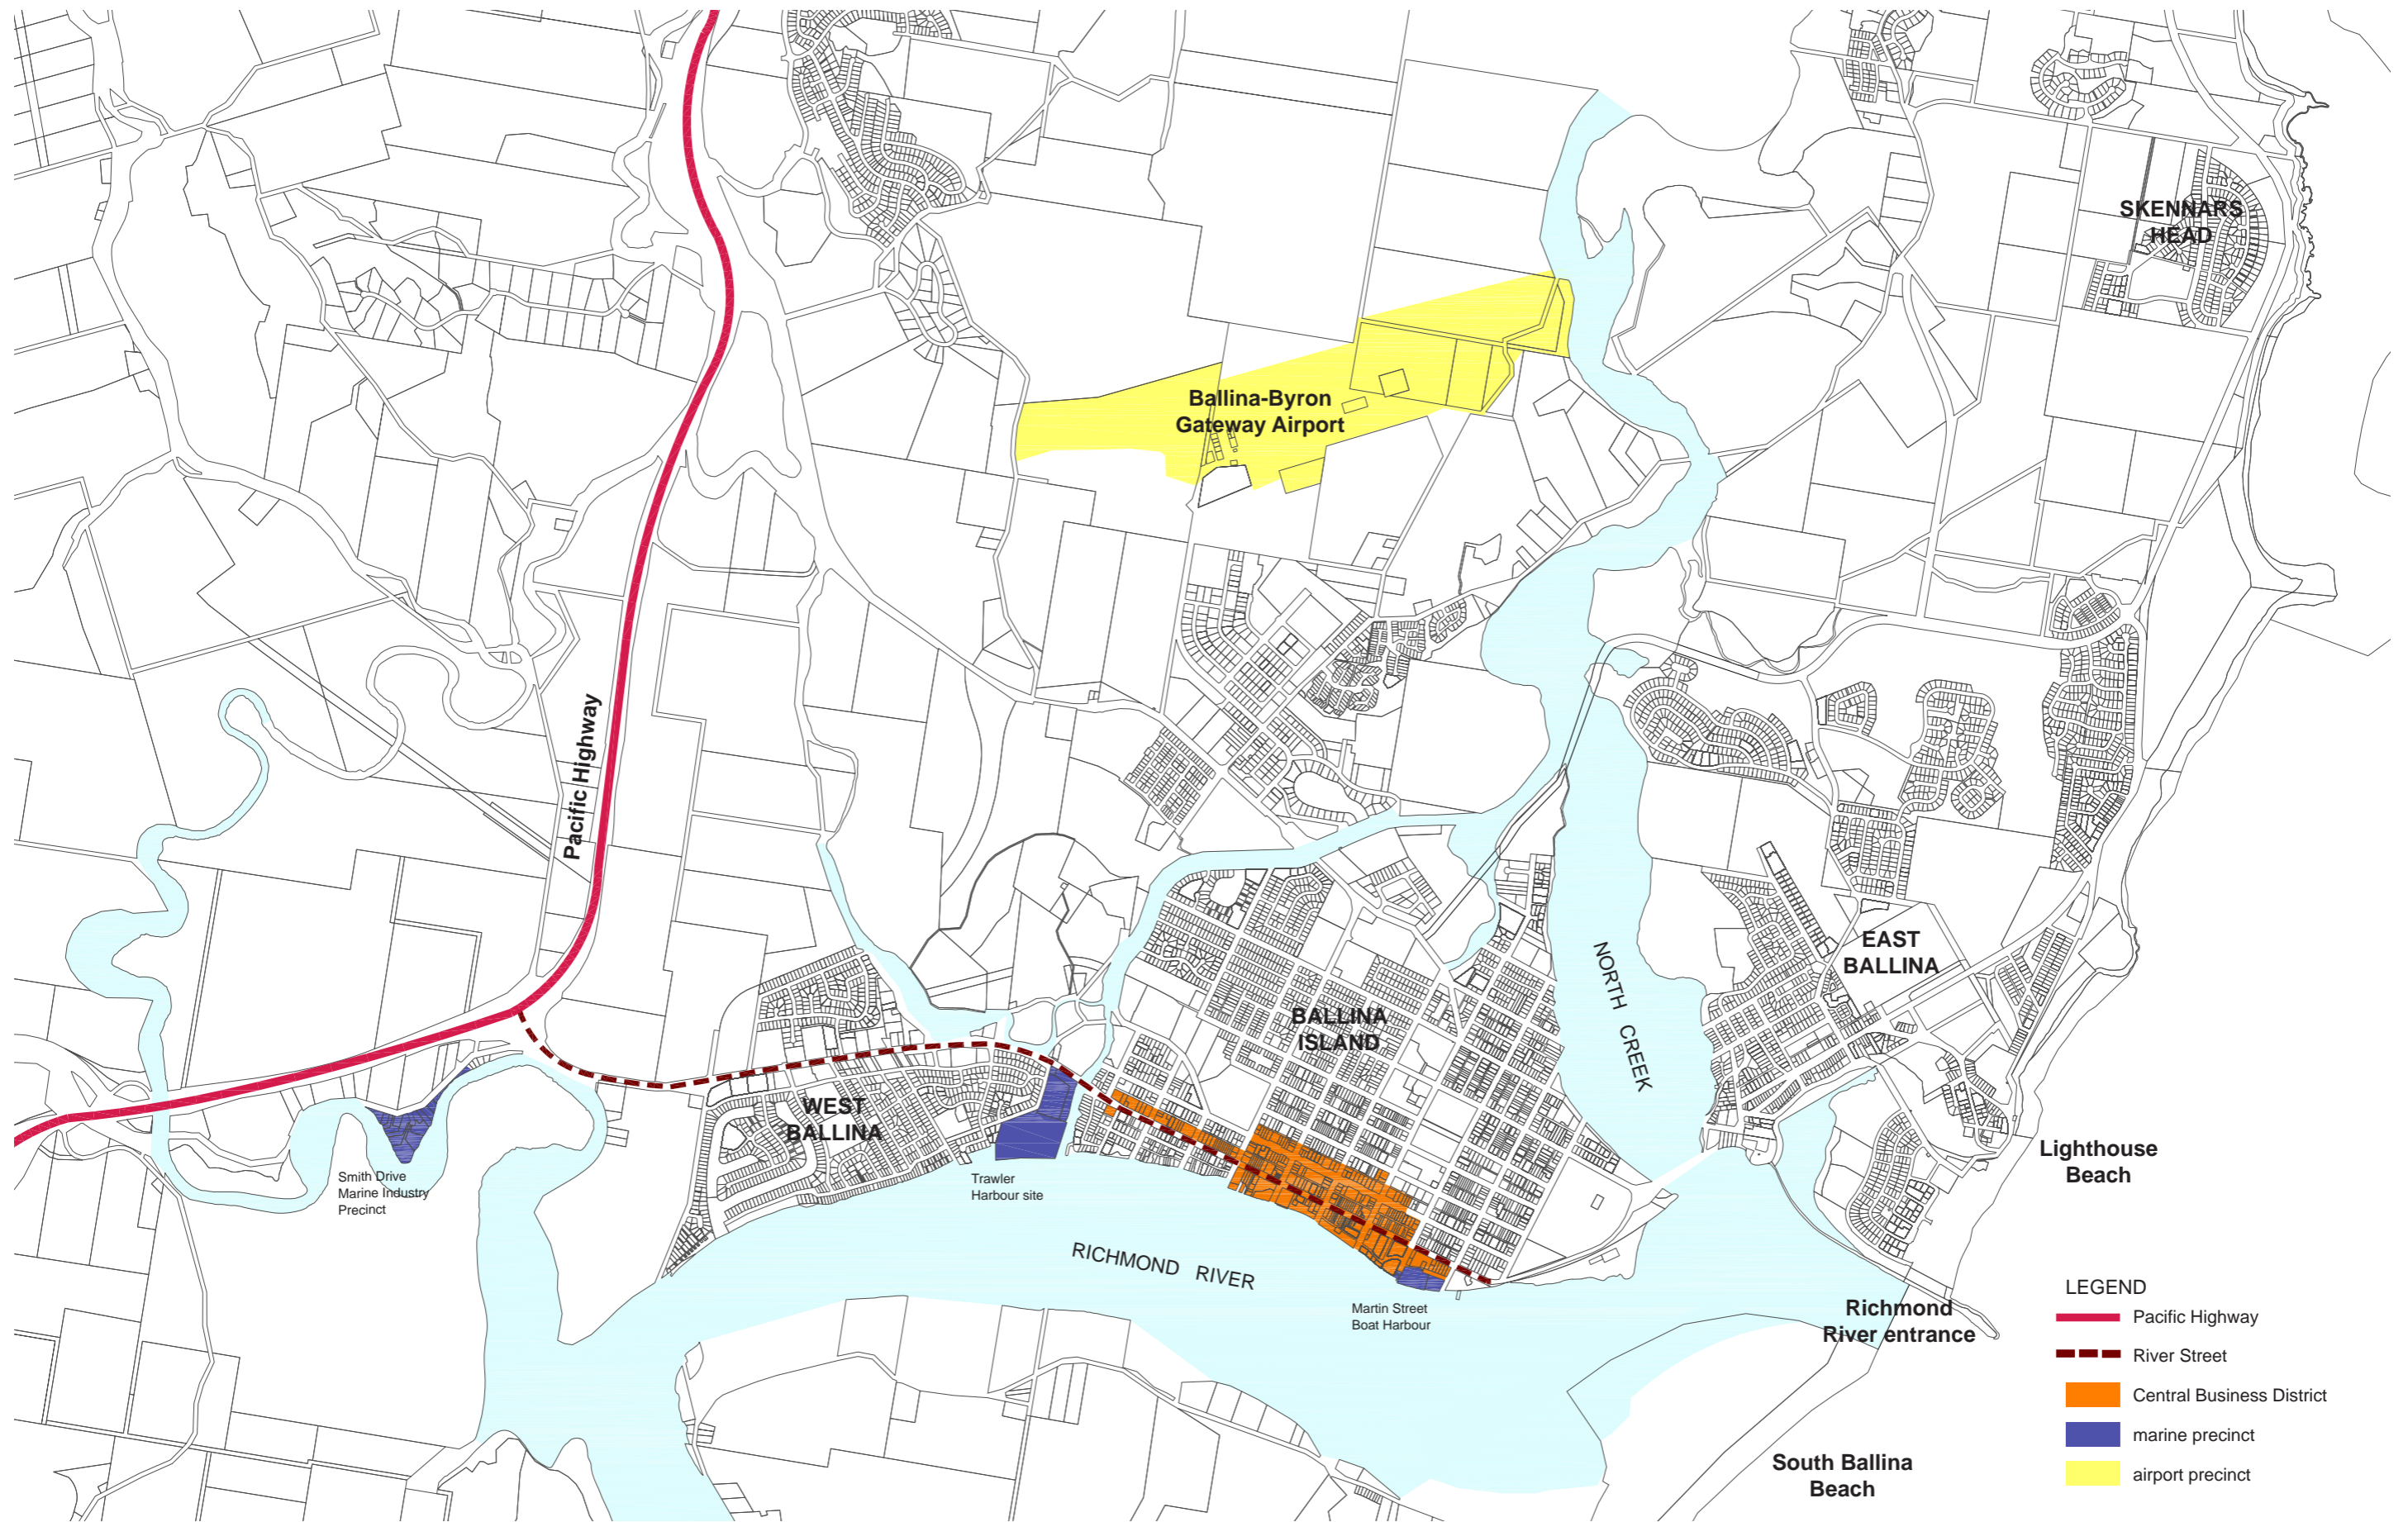 SKENNARS
HEAD
Ballina-Byron
Gateway Airport
Pacific Highway
EAST
BALLINA
NORTH CREEK
BALLINA
ISLAND
WEST
BALLINA
Lighthouse
Beach
Smith Drive
Marine Industry
Precinct
Trawler
Harbour site
RICHMOND RIVER
Martin Street
Boat Harbour
Richmond
River entrance
South Ballina
Beach
LEGEND
Pacific Highway
River Street
Central Business District
marine precinct
airport precinct